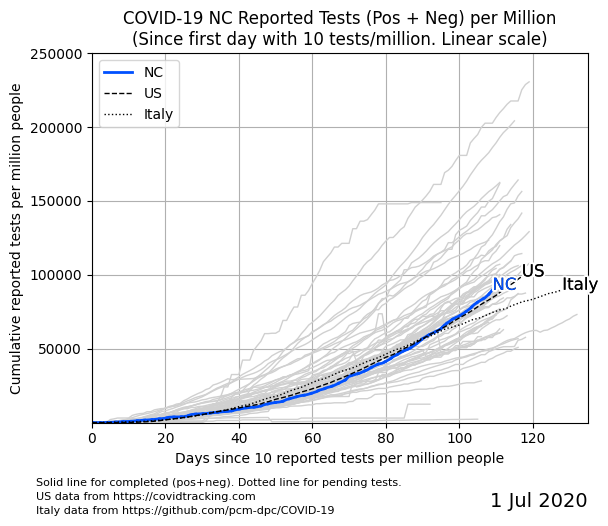 COVID-19 NC Reported Tests (Pos + Neg) per Million
(Since first day with 10 tests/million. Linear scale)
250000
200000
150000
100000
50000
Cumulative reported tests per million people
NC
US
Italy
US
NC
Italy
0 20 40 60 80 100 120
Days since 10 reported tests per million people
Solid line for completed (pos+neg). Dotted line for pending tests.
US data from https://covidtracking.com
Italy data from https://github.com/pcm-dpc/COVID-19
1 Jul 2020